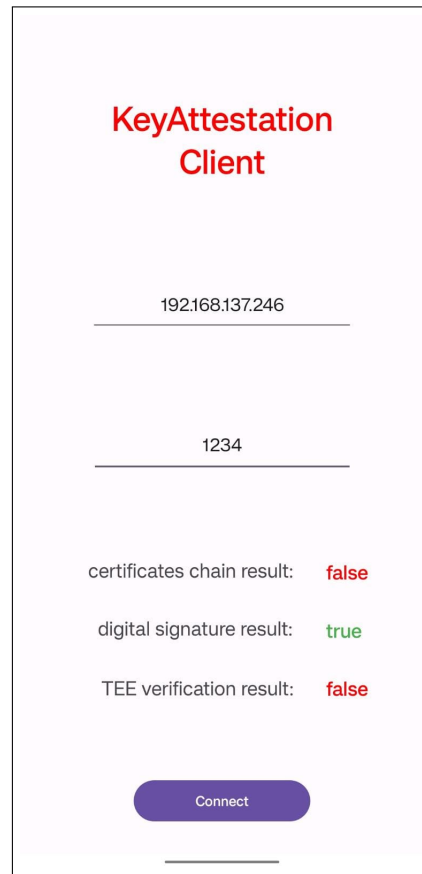 KeyAttestation
Client
192.168.137.246
1234
certificates chain result: false
digital signature result: true
TEE verification result: false
Connect